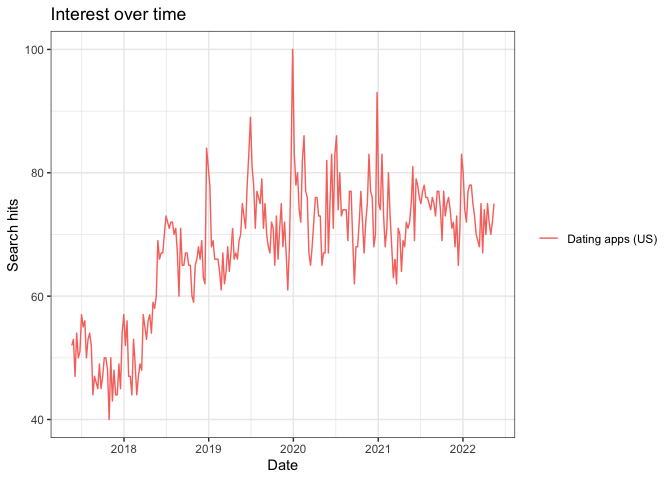 Interest over time
100
80
60
40
Search hits
2018 2019 2020 2021 2022
Date
Dating apps (US)